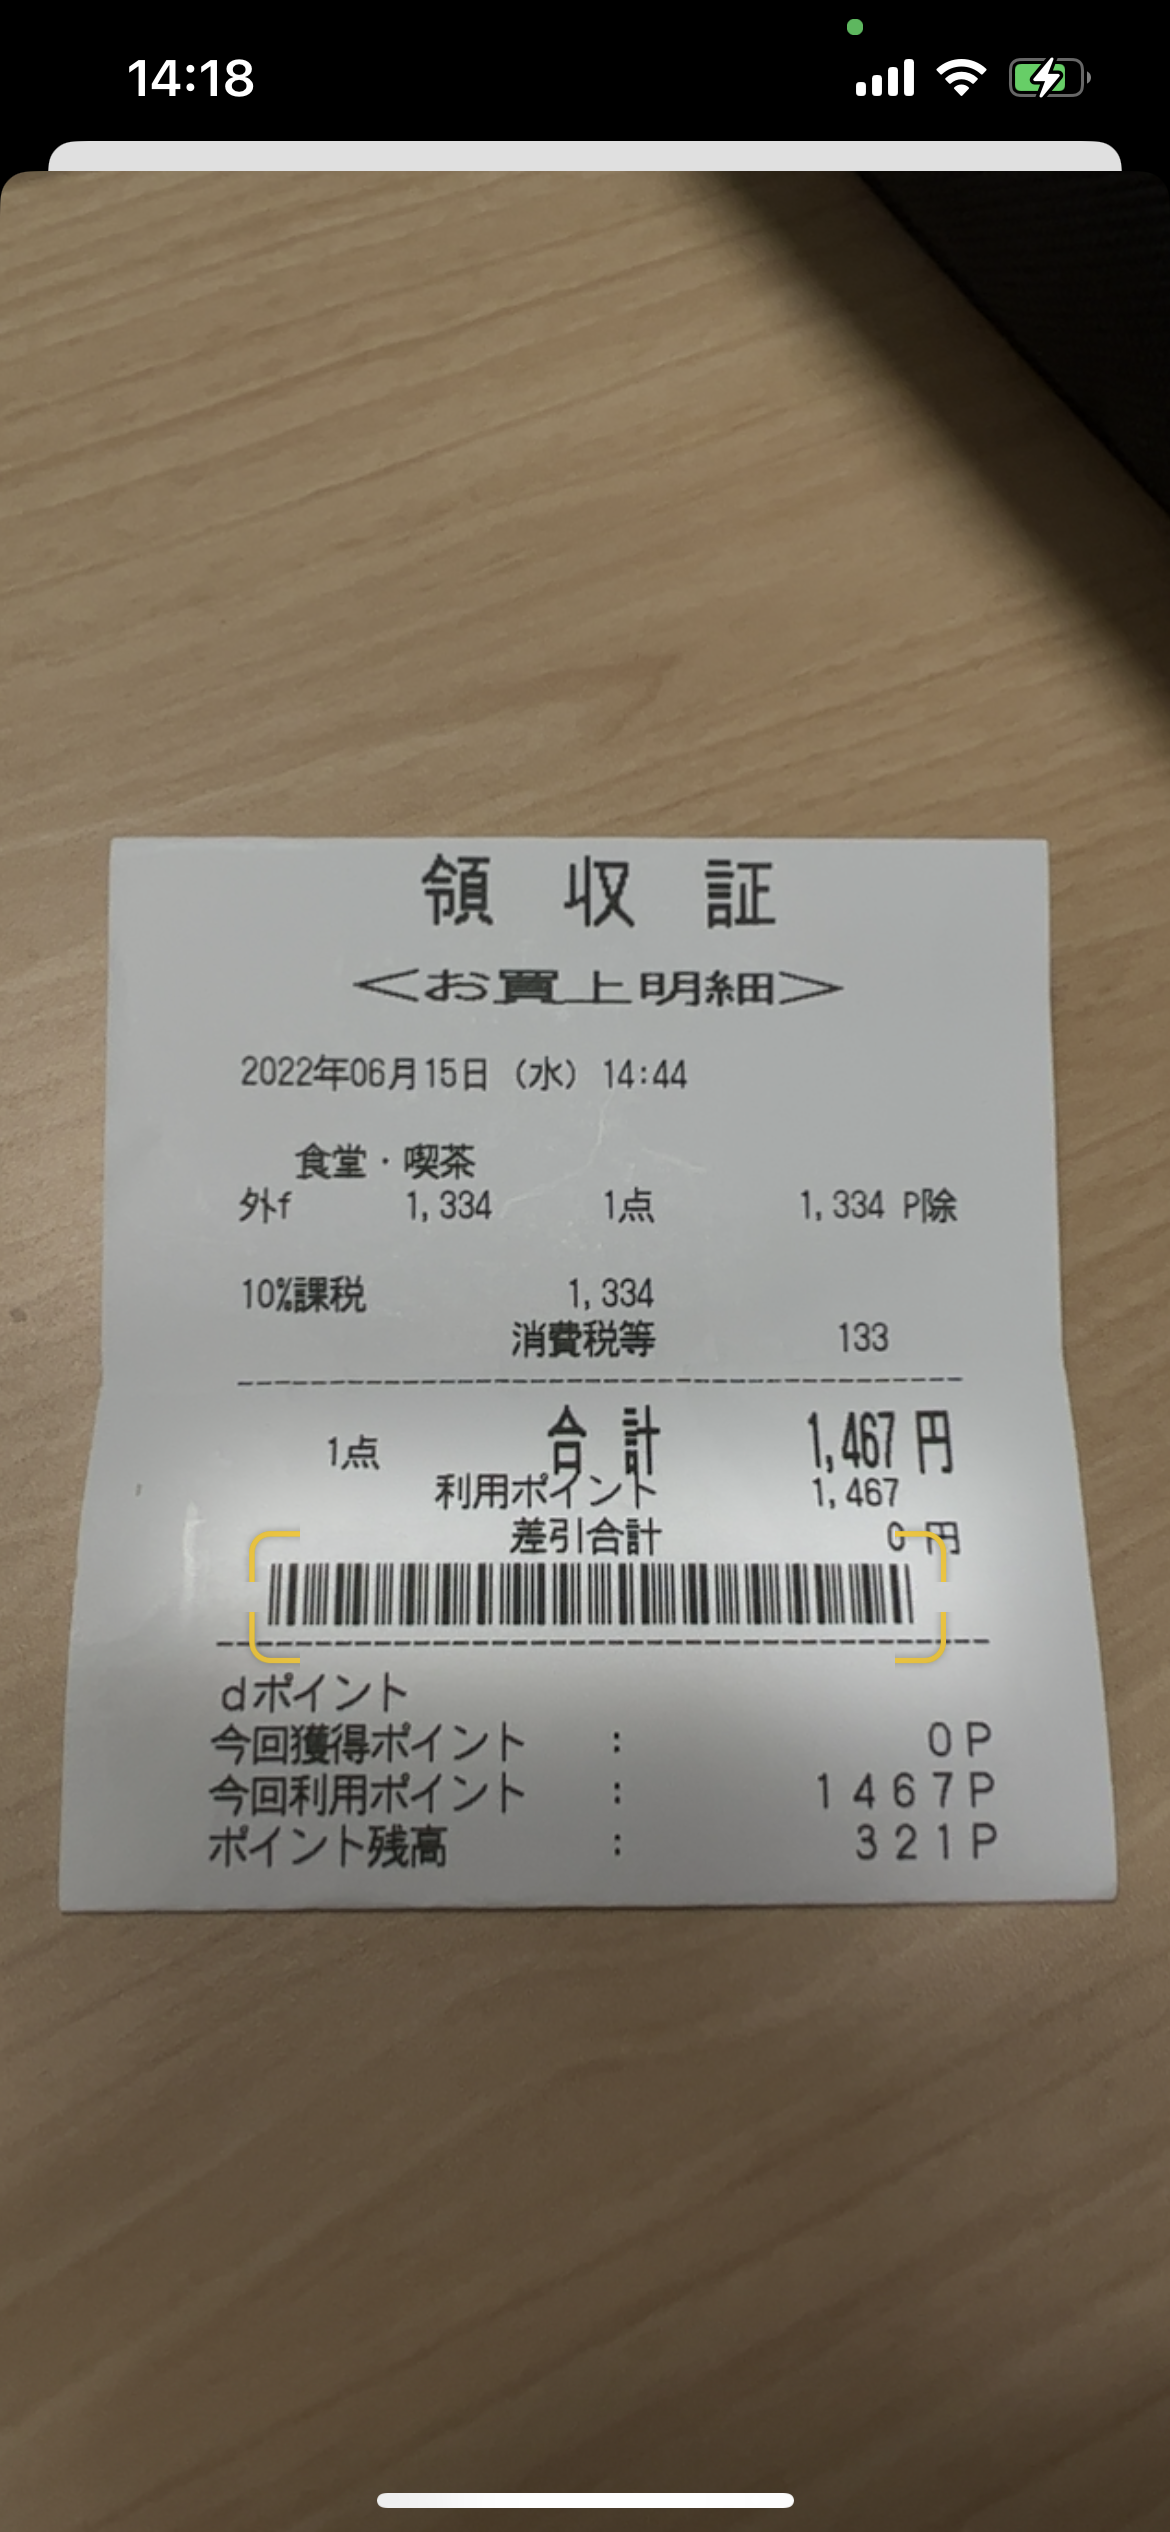 14:18
領収証
<お買上明細>
2022年06月15日 (水) 14:44
食堂・喫茶
外f 1,334 1点 1,334 P除
10%課税 1,334
消費税等 133
1点 合計 1,467円
利用ポイント 1,467
差引合計 0円
dポイント
今回獲得ポイント : 0P
今回利用ポイント : 1467P
ポイント残高 : 321P